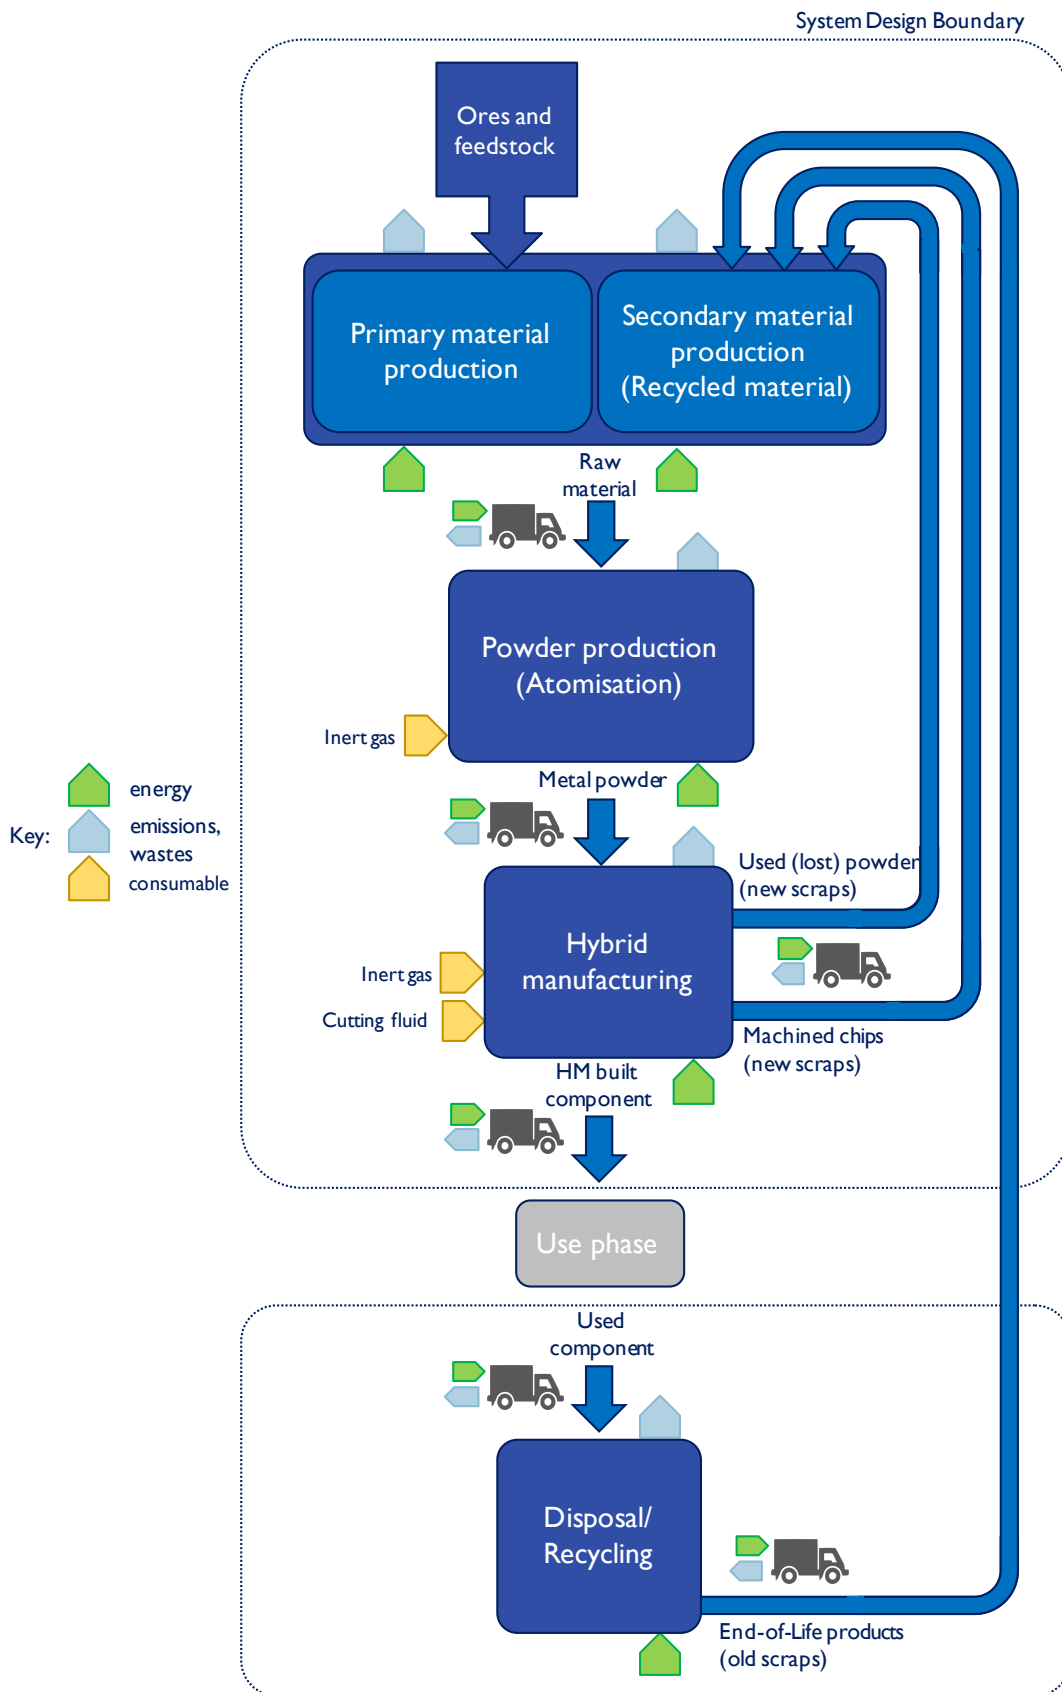 System Design Boundary
Ores and
feedstock
Primary material
production
Secondary material
production
(Recycled material)
Raw
material
Powder production
(Atomisation)
Inert gas
Metal powder
Key:
energy
emissions,
wastes
consumable
Used (lost) powder
(new scraps)
Hybrid
manufacturing
Inert gas
Cutting fluid
Machined chips
(new scraps)
HM built
component
Use phase
Used
component
Disposal/
Recycling
End-of-Life products
(old scraps)